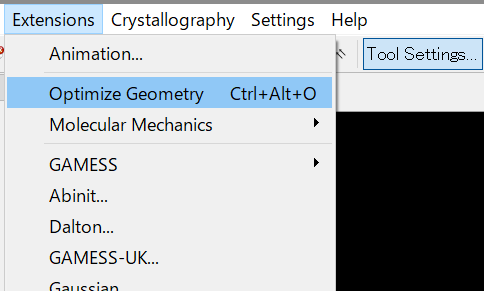 Extensions Crystallography Settings Help
Animation...
Tool Settings...
Optimize Geometry Ctrl+Alt+O
Molecular Mechanics
GAMESS
Abinit...
Dalton...
GAMESS-UK...
Gaussian